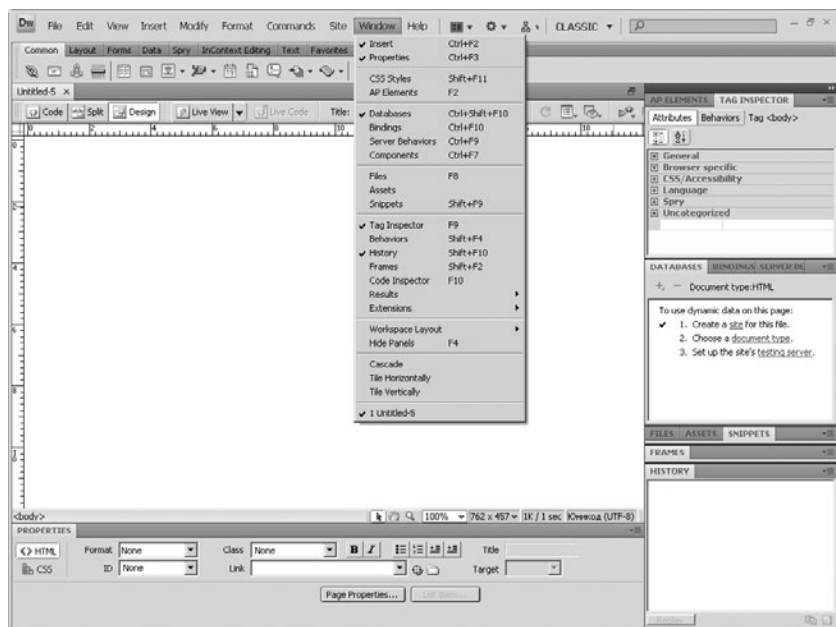 Dw File Edit View Insert Modify Format Commands Site Window Help CLASSIC
Common Layout Forms Data Spry InContext Editing Text Favorites
Untitled-5
Code Split Design Live View Live Code Title:
Insert Ctrl+F2
Properties Ctrl+F3
CSS Styles Shift+F11
AP Elements F2
Databases Ctrl+Shift+F10
Bindings Ctrl+F10
Server Behaviors Ctrl+F9
Components Ctrl+F7
Files F8
Assets
Snippets Shift+F9
Tag Inspector F9
Behaviors Shift+F4
History Shift+F10
Frames Shift+F2
Code Inspector F10
Results
Extensions
Workspace Layout
Hide Panels F4
Cascade
Tile Horizontally
Tile Vertically
1 Untitled-5
AP ELEMENTS TAG INSPECTOR
Attributes Behaviors Tag <body>
General
Browser specific
CSS/Accessibility
Language
Spry
Uncategorized
DATABASES BINDINGS SERVER BE
Document type:HTML
To use dynamic data on this page:
1. Create a site for this file.
2. Choose a document type.
3. Set up the site's testing server.
FILES ASSETS SNIPPETS
FRAMES
HISTORY
<body> 100% 762 x 457 1K / 1 sec Юникод (UTF-8)
PROPERTIES
<> HTML Format None Class None B I Title
CSS ID None Link Target
Page Properties... List Item...
Replay